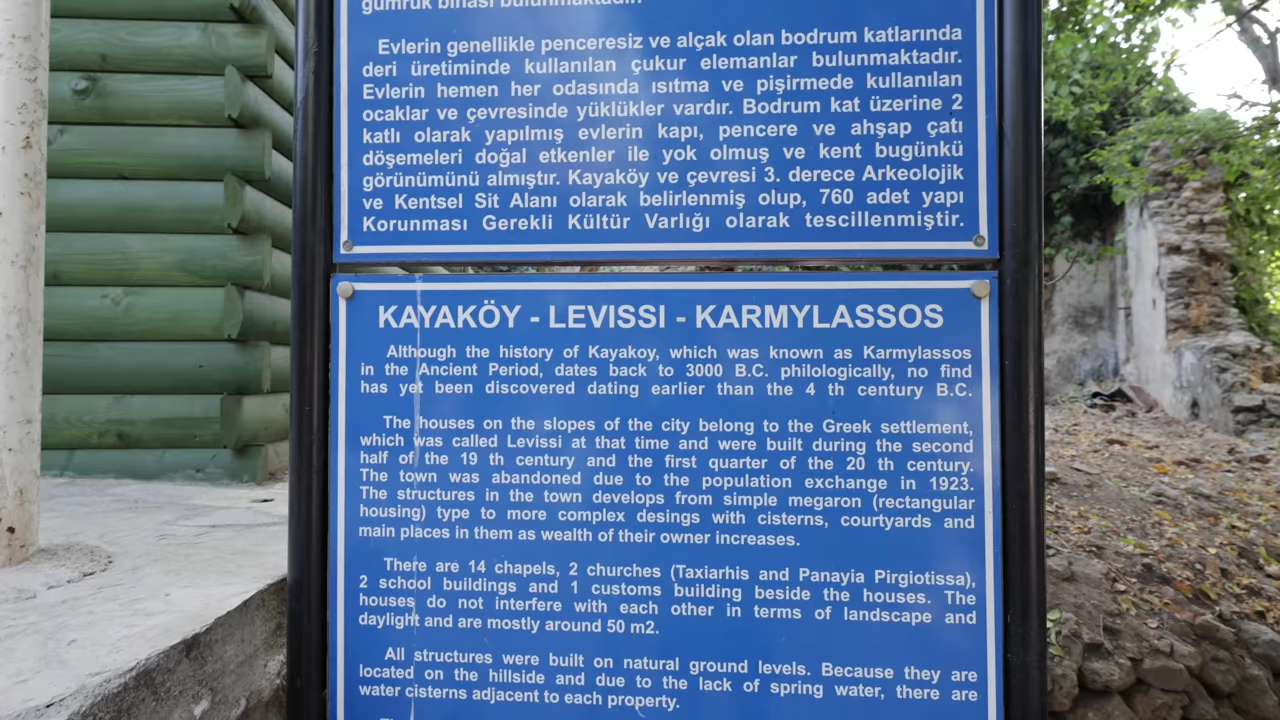 gümrük binası bulunmaktadır.
Evlerin genellikle penceresiz ve alçak olan bodrum katlarında
deri üretiminde kullanılan çukur elemanlar bulunmaktadır.
Evlerin hemen her odasında ısıtma ve pişirmede kullanılan
ocaklar ve çevresinde yüklükler vardır. Bodrum kat üzerine 2
katlı olarak yapılmış evlerin kapı, pencere ve ahşap çatı
döşemeleri doğal etkenler ile yok olmuş ve kent bugünkü
görünümünü almıştır. Kayaköy ve çevresi 3. derece Arkeolojik
ve Kentsel Sit Alanı olarak belirlenmiş olup, 760 adet yapı
Korunması Gerekli Kültür Varlığı olarak tescillenmiştir.
KAYAKÖY - LEVISSI - KARMYLASSOS
Although the history of Kayakoy, which was known as Karmylassos
in the Ancient Period, dates back to 3000 B.C. philologically, no find
has yet been discovered dating earlier than the 4 th century B.C.
The houses on the slopes of the city belong to the Greek settlement,
which was called Levissi at that time and were built during the second
half of the 19 th century and the first quarter of the 20 th century.
The town was abandoned due to the population exchange in 1923.
The structures in the town develops from simple megaron (rectangular
housing) type to more complex desings with cisterns, courtyards and
main places in them as wealth of their owner increases.
There are 14 chapels, 2 churches (Taxiarhis and Panayia Pirgiotissa),
2 school buildings and 1 customs building beside the houses. The
houses do not interfere with each other in terms of landscape and
daylight and are mostly around 50 m2.
All structures were built on natural ground levels. Because they are
located on the hillside and due to the lack of spring water, there are
water cisterns adjacent to each property.